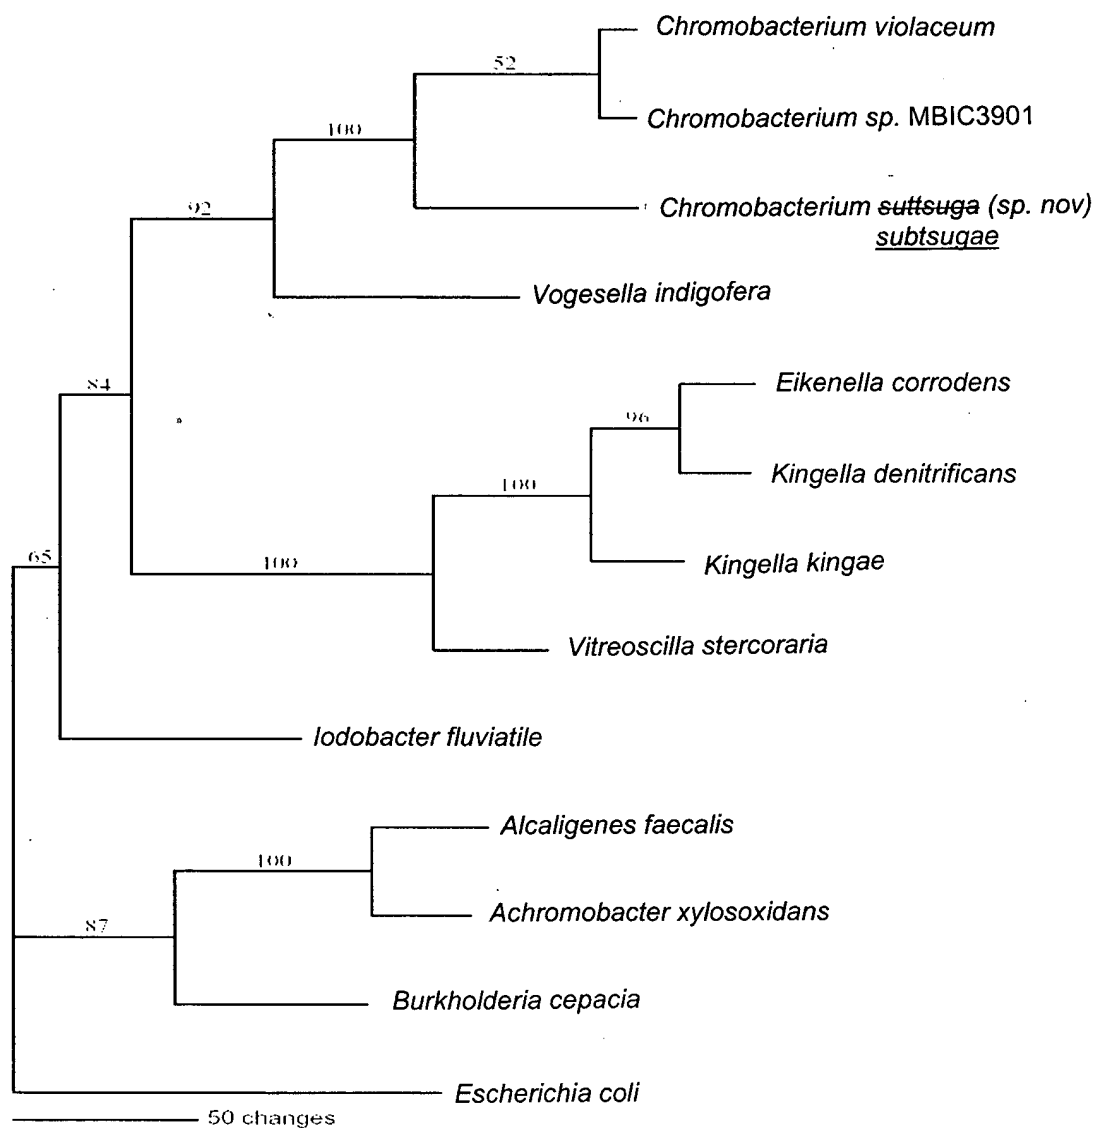 Chromobacterium violaceum
52
Chromobacterium sp. MBIC3901
100
Chromobacterium suttsuga (sp. nov)
subtsugae
92
Vogesella indigofera
84
Eikenella corrodens
96
Kingella denitrificans
100
Kingella kingae
65
100
Vitreoscilla stercoraria
Iodobacter fluviatile
Alcaligenes faecalis
100
Achromobacter xylosoxidans
87
Burkholderia cepacia
Escherichia coli
50 changes